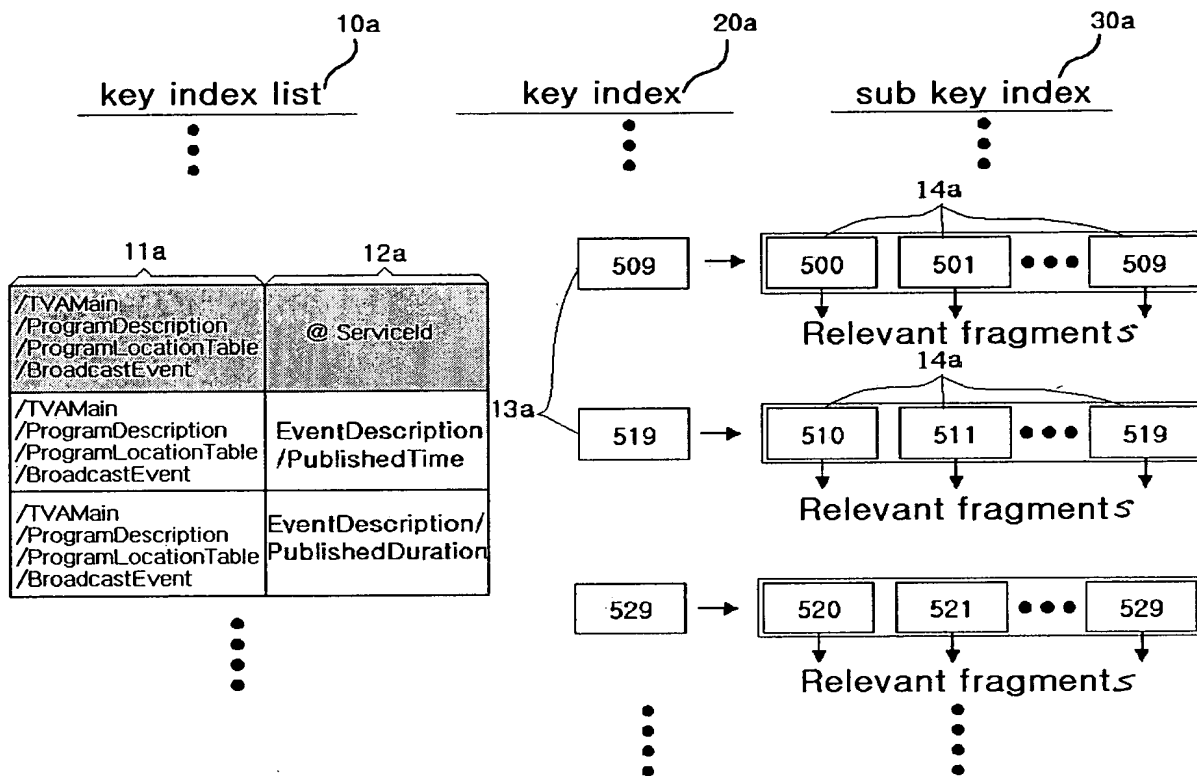 10a
20a
30a
key index list
key index
sub key index
11a
12a
/TVAMain
/ProgramDescription
/ProgramLocationTable
/BroadcastEvent
@ ServiceId
/TVAMain
/ProgramDescription
/ProgramLocationTable
/BroadcastEvent
EventDescription
/PublishedTime
/TVAMain
/ProgramDescription
/ProgramLocationTable
/BroadcastEvent
EventDescription/
PublishedDuration
13a
14a
509
500
501
509
Relevant fragments
14a
519
510
511
519
Relevant fragments
529
520
521
529
Relevant fragments